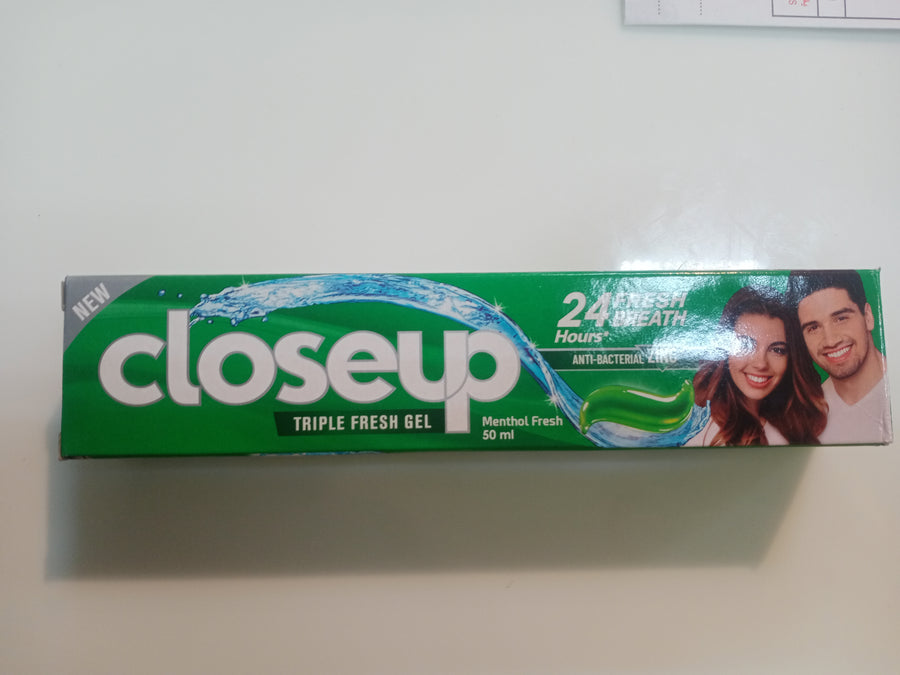 NEW
closeup
TRIPLE FRESH GEL
Menthol Fresh
50 ml
24 FRESH BREATH
Hours
ANTI-BACTERIAL ZINC